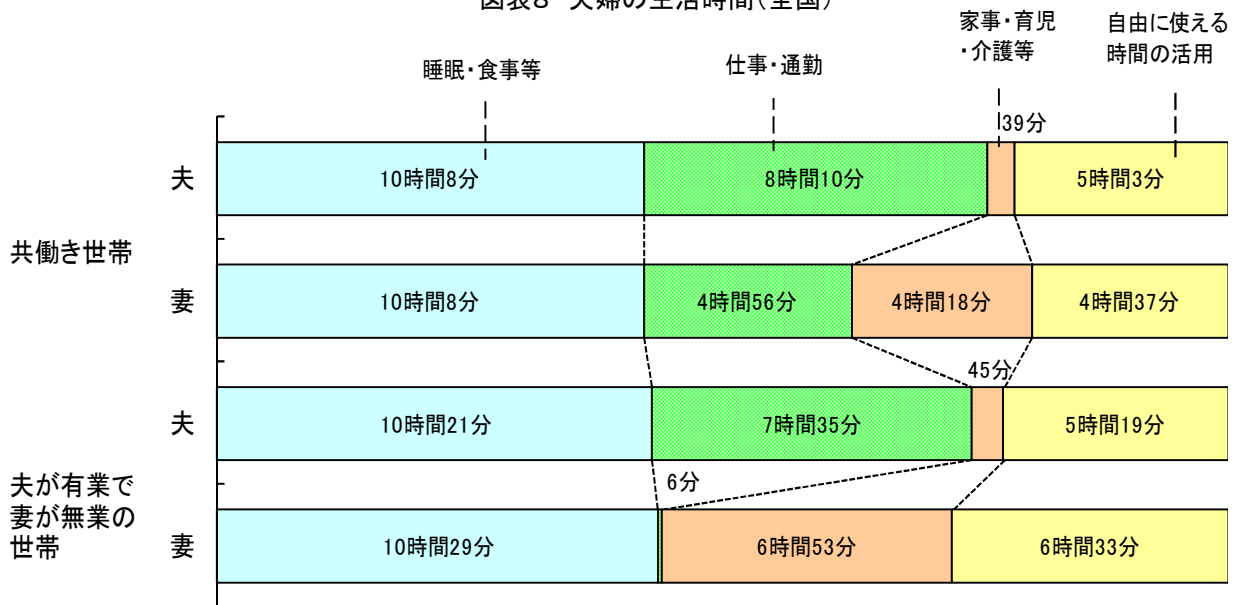 図表8 夫婦の生活時間(全国)
睡眠・食事等
仕事・通勤
家事・育児
・介護等
自由に使える
時間の活用
39分
夫
10時間8分
8時間10分
5時間3分
共働き世帯
妻
10時間8分
4時間56分
4時間18分
4時間37分
45分
夫
10時間21分
7時間35分
5時間19分
夫が有業で
妻が無業の
世帯
6分
妻
10時間29分
6時間53分
6時間33分